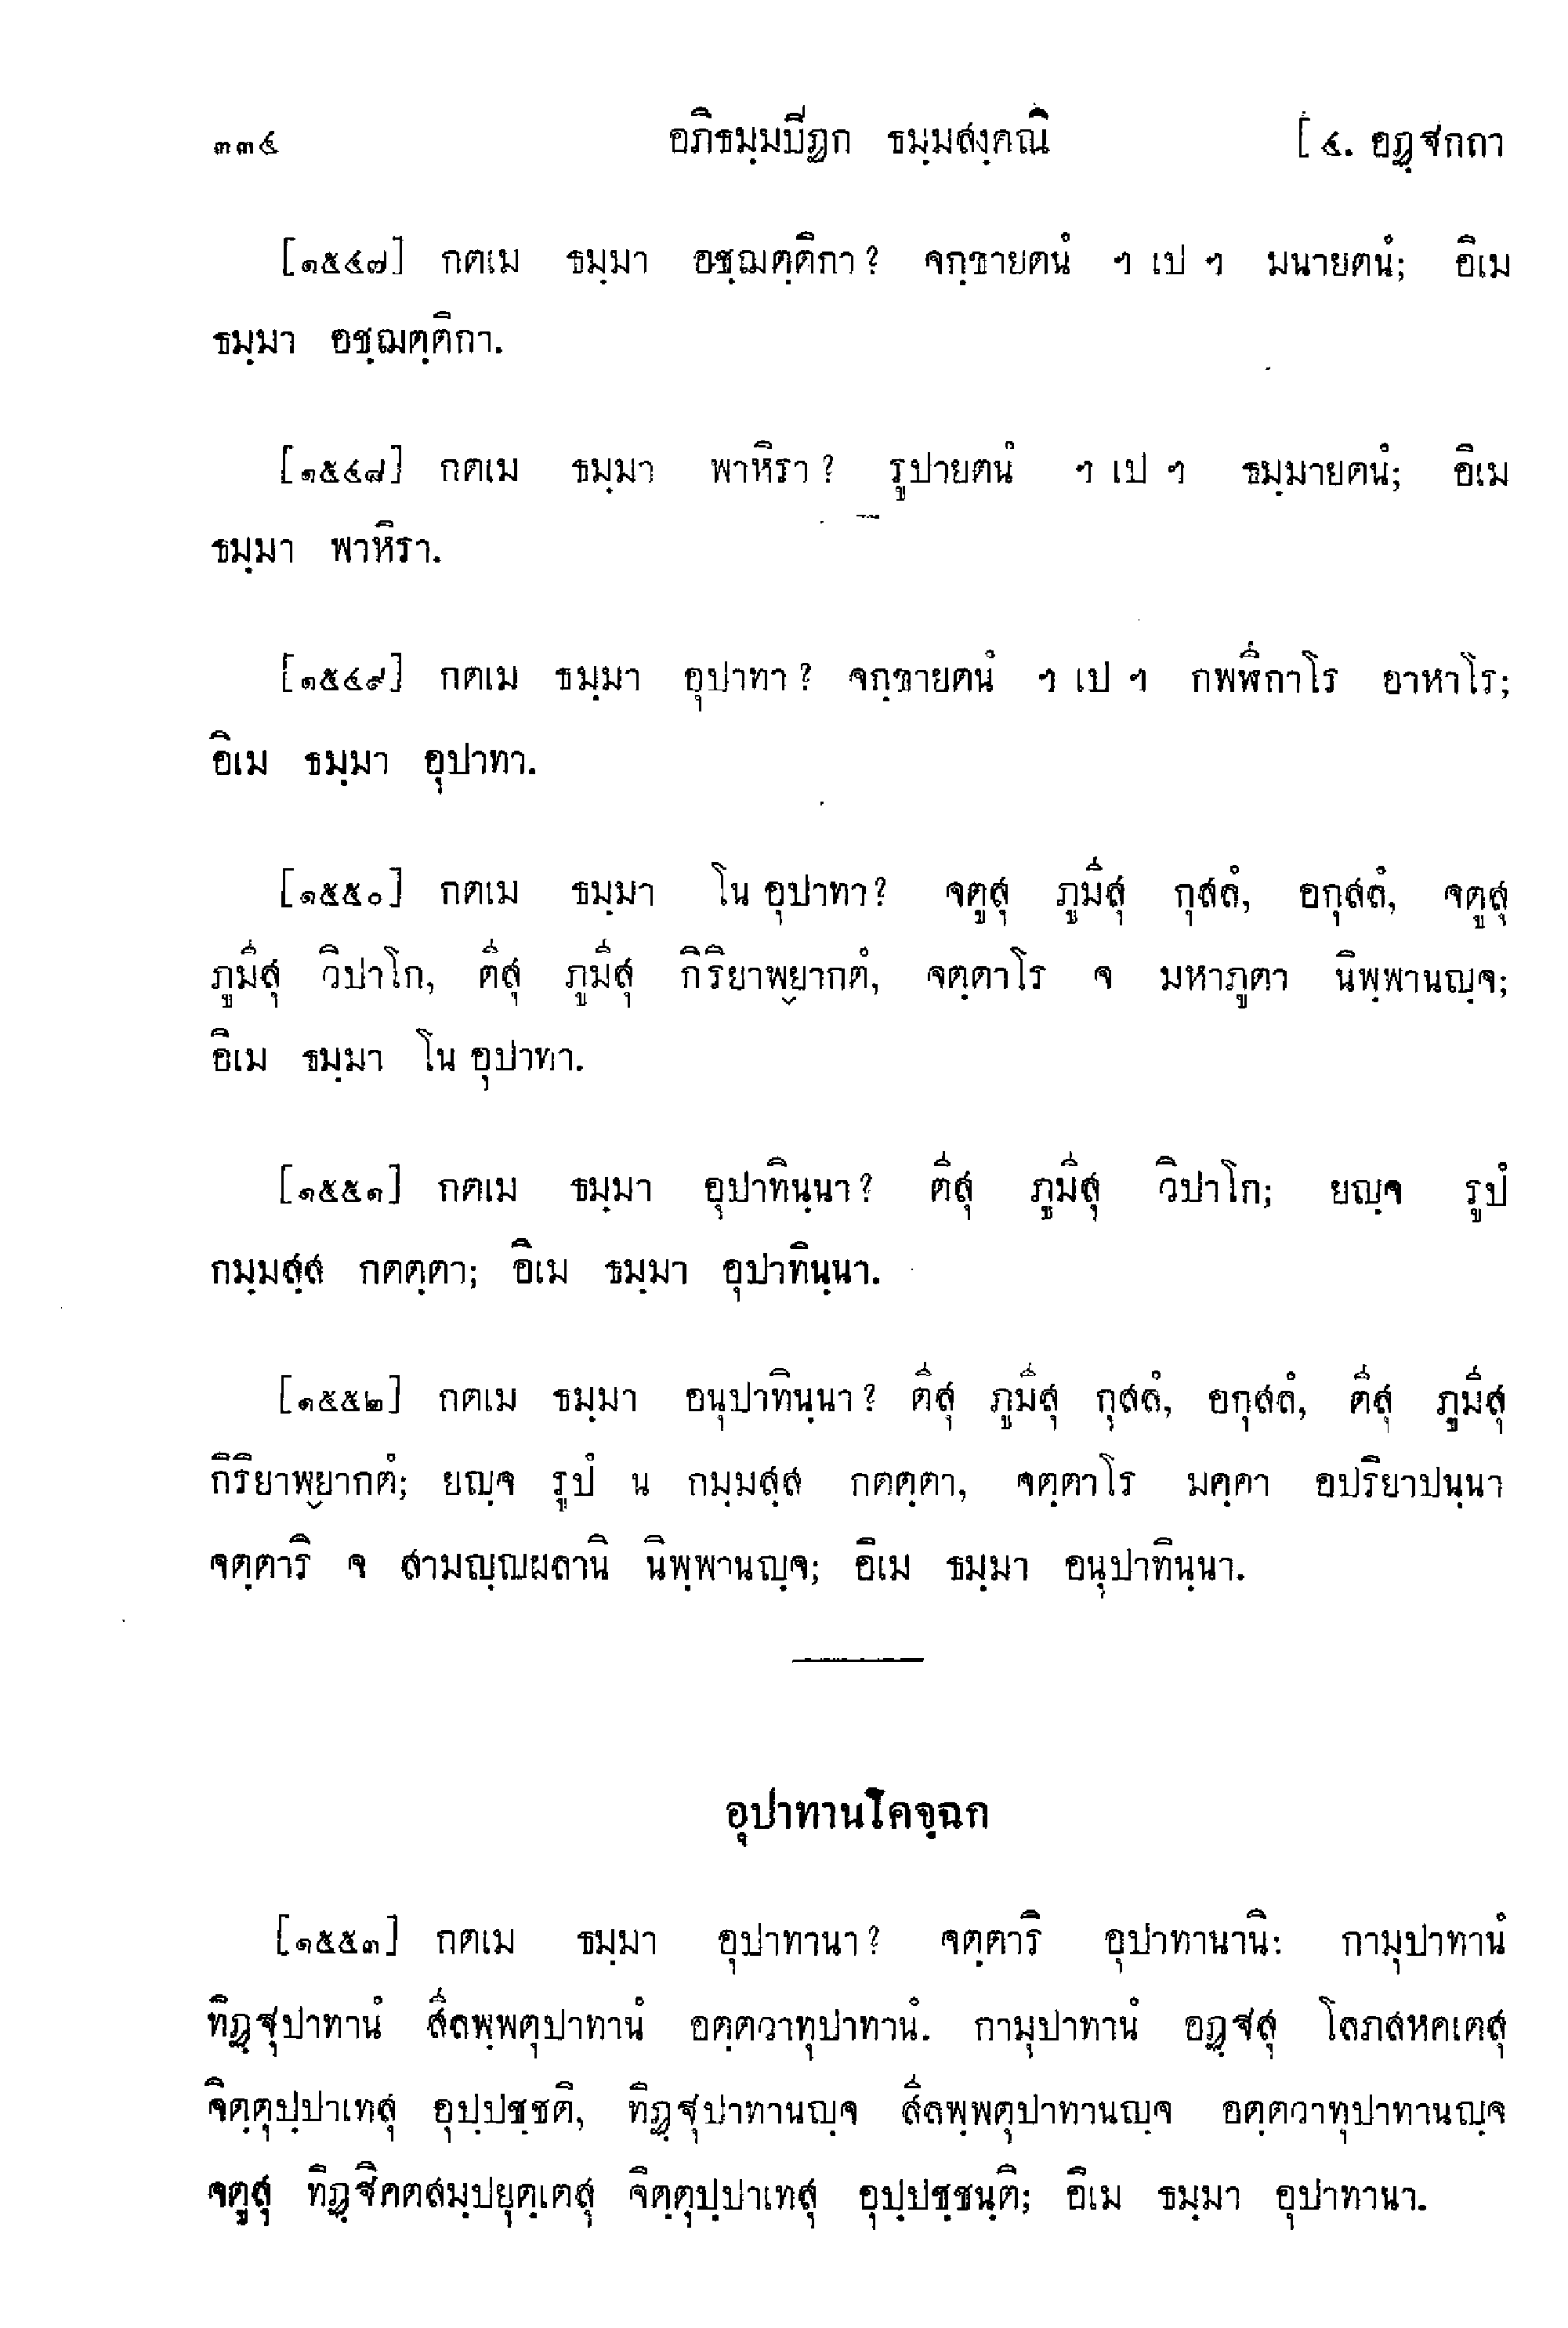 ๓๓๔ อภิธมฺมปิฏก ธมฺมสงฺคณิ [ ๔. อฏฺฐกกถา
[๑๕๔๗] กตเม ธมฺมา อชฺฌตฺติกา? จกฺขายตนํ ฯ เป ฯ มนายตนํ; อิเม
ธมฺมา อชฺฌตฺติกา.
[๑๕๔๘] กตเม ธมฺมา พาหิรา? รูปายตนํ ฯ เป ฯ ธมฺมายตนํ; อิเม
ธมฺมา พาหิรา.
[๑๕๔๙] กตเม ธมฺมา อุปาทา? จกฺขายตนํ ฯ เป ฯ กพฬึกาโร อาหาโร;
อิเม ธมฺมา อุปาทา.
[๑๕๕๐] กตเม ธมฺมา โน อุปาทา? จตูสุ ภูมีสุ กุสลํ, อกุสลํ, จตูสุ
ภูมีสุ วิปาโก, ตีสุ ภูมีสุ กิริยาพฺยากตํ, จตฺตาโร จ มหาภูตา นิพฺพานญฺจ;
อิเม ธมฺมา โน อุปาทา.
[๑๕๕๑] กตเม ธมฺมา อุปาทินฺนา? ตีสุ ภูมีสุ วิปาโก; ยญฺจ รูปํ
กมฺมสฺส กตตฺตา; อิเม ธมฺมา อุปาทินฺนา.
[๑๕๕๒] กตเม ธมฺมา อนุปาทินฺนา? ตีสุ ภูมีสุ กุสลํ, อกุสลํ, ตีสุ ภูมีสุ
กิริยาพฺยากตํ; ยญฺจ รูปํ น กมฺมสฺส กตตฺตา, จตฺตาโร มคฺคา อปริยาปนฺนา
จตฺตาริ จ สามญฺญผลานิ นิพฺพานญฺจ; อิเม ธมฺมา อนุปาทินฺนา.
อุปาทานโคจฺฉก
[๑๕๕๓] กตเม ธมฺมา อุปาทานา? จตฺตาริ อุปาทานานิ: กามุปาทานํ
ทิฏฺฐุปาทานํ สีลพฺพตุปาทานํ อตฺตวาทุปาทานํ. กามุปาทานํ อฏฺฐสุ โลภสหคเตสุ
จิตฺตุปฺปาเทสุ อุปฺปชฺชติ, ทิฏฺฐุปาทานญฺจ สีลพฺพตุปาทานญฺจ อตฺตวาทุปาทานญฺจ
จตูสุ ทิฏฺฐิคตสมฺปยุตฺเตสุ จิตฺตุปฺปาเทสุ อุปฺปชฺชนฺติ; อิเม ธมฺมา อุปาทานา.